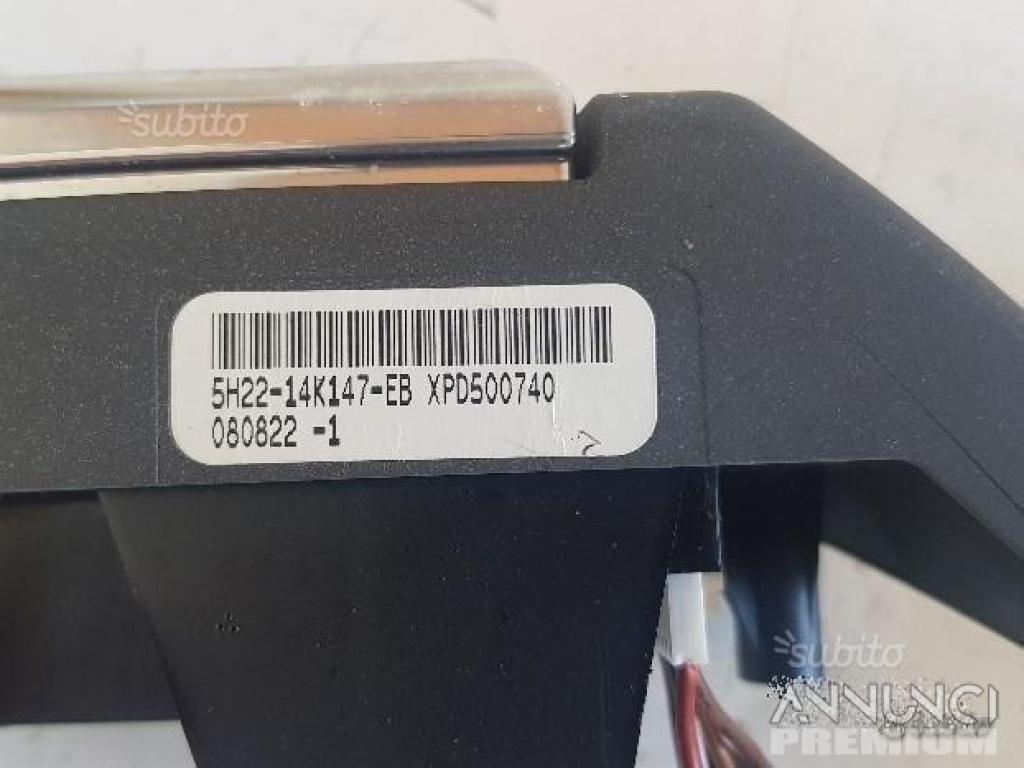 subito
5H22-14K147-EB XPD500740
080822 -1
subito
ANNUNCI
PREMIUM